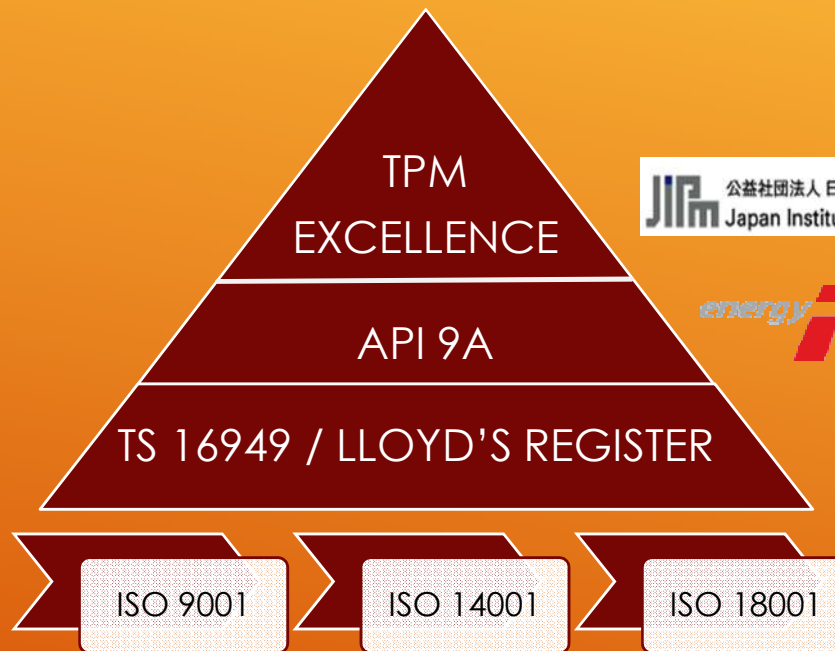 TPM
EXCELLENCE
公益社団法人
Japan
API 9A
energy
TS 16949 / LLOYD’S REGISTER
ISO 9001
ISO 14001
ISO 18001